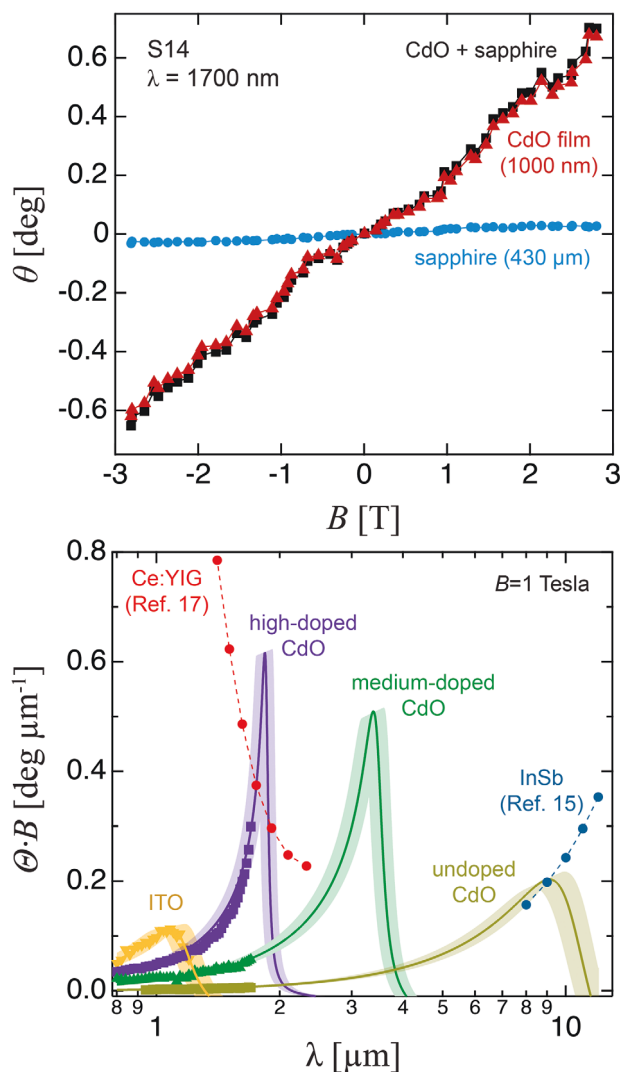 S14
λ = 1700 nm
CdO + sapphire
CdO film
(1000 nm)
sapphire (430 µm)
0.6
0.4
0.2
0
-0.2
-0.4
-0.6
θ [deg]
-3 -2 -1 0 1 2 3
B [T]
B=1 Tesla
Ce:YIG
(Ref. 17)
high-doped
CdO
medium-doped
CdO
InSb
(Ref. 15)
undoped
CdO
ITO
0.8
0.6
0.4
0.2
0.0
Θ·B [deg µm⁻¹]
8 9 1 2 3 4 5 6 7 8 9 10
λ [µm]